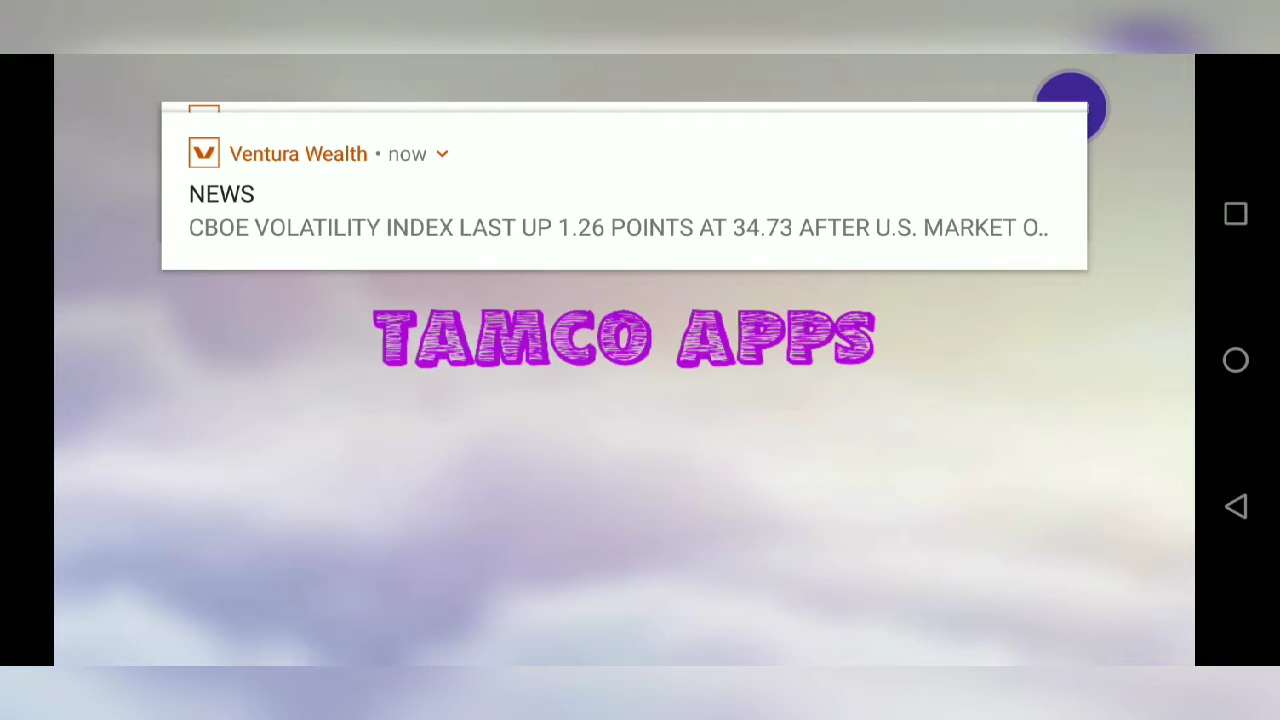 Ventura Wealth • now
NEWS
CBOE VOLATILITY INDEX LAST UP 1.26 POINTS AT 34.73 AFTER U.S. MARKET O..
TAMCO APPS